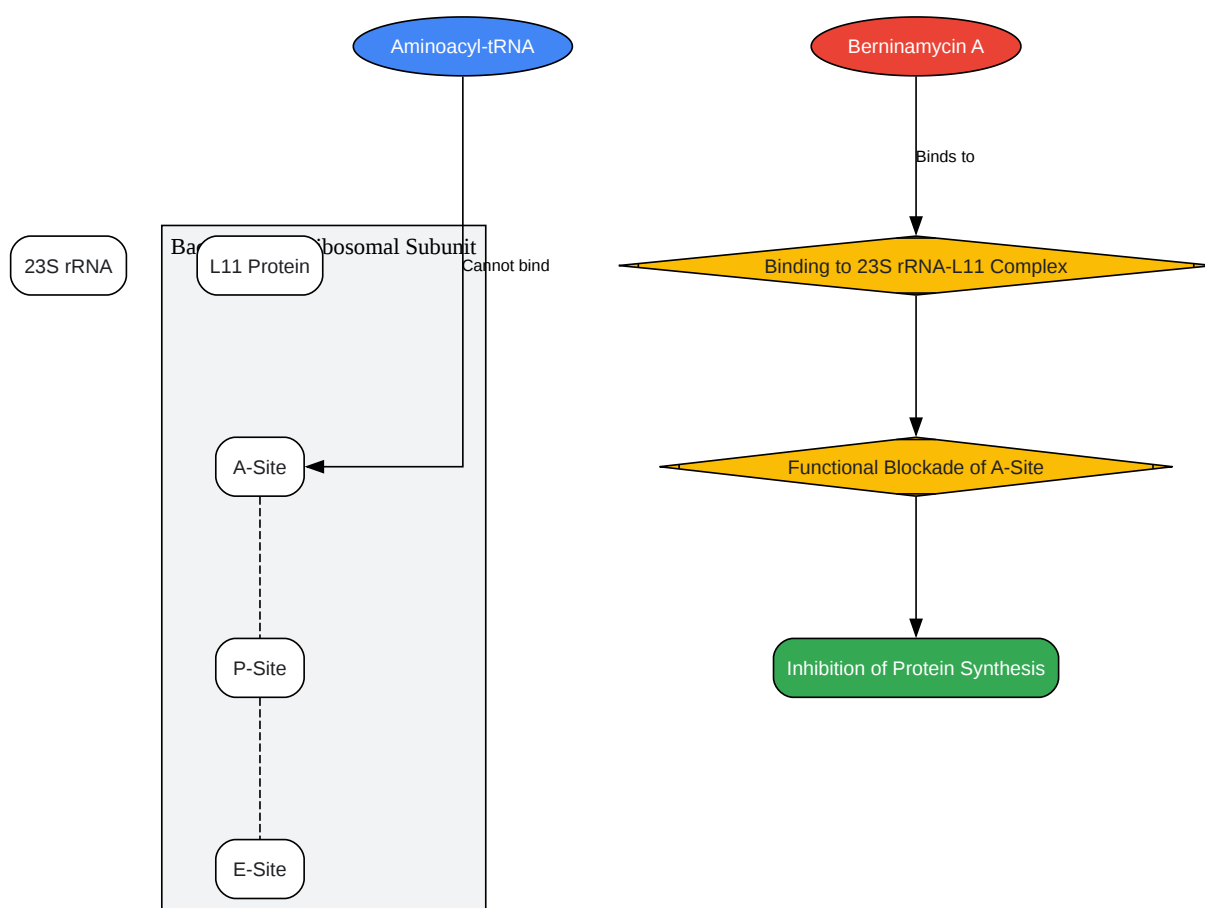 Aminoacyl-tRNA
Berninamycin A
Binds to
Ribosomal Subunit
23S rRNA
L11 Protein
Cannot bind
Binding to 23S rRNA-L11 Complex
A-Site
Functional Blockade of A-Site
P-Site
Inhibition of Protein Synthesis
E-Site